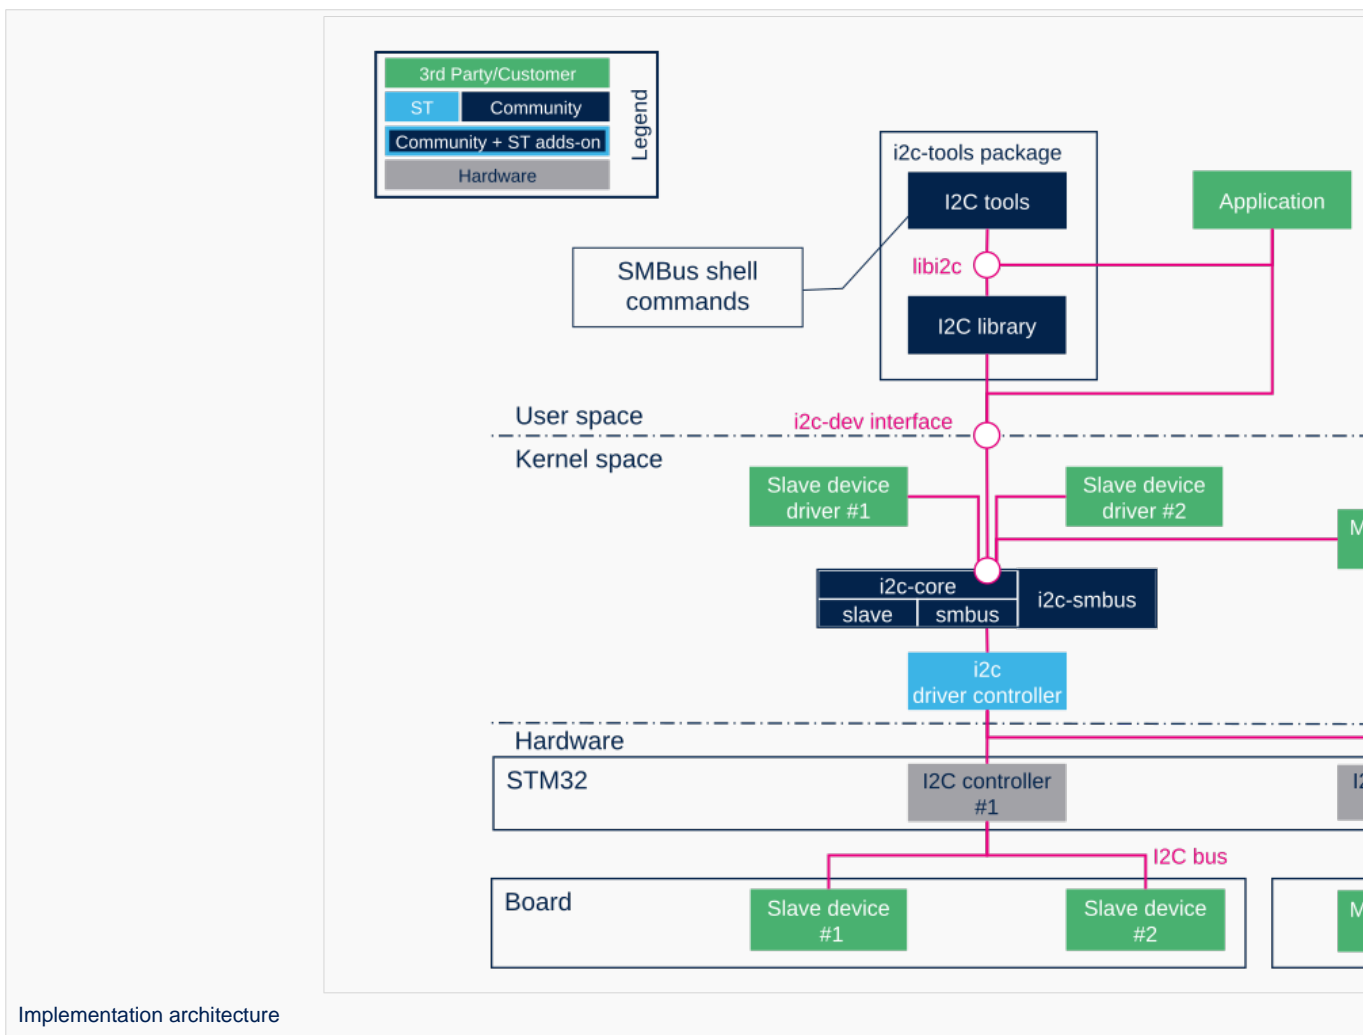 3rd Party/Customer
ST
Community
Community + ST adds-on
Hardware
Legend
i2c-tools package
I2C tools
Application
SMBus shell
commands
libi2c
I2C library
User space
i2c-dev interface
Kernel space
Slave device
driver #1
Slave device
driver #2
M
i2c-core
slave
smbus
i2c-smbus
i2c
driver controller
Hardware
STM32
I2C controller
#1
I2
I2C bus
Board
Slave device
#1
Slave device
#2
M
Implementation architecture